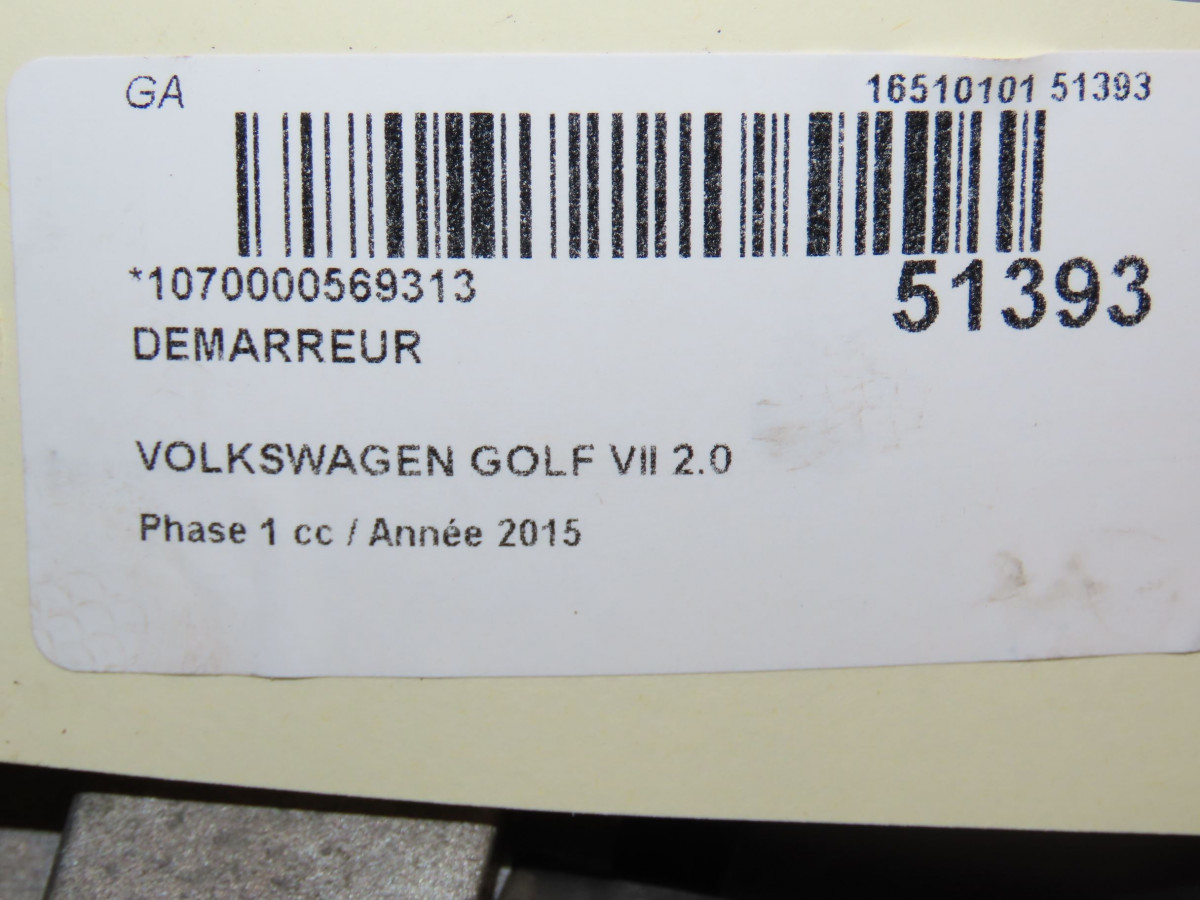 GA 16510101 51393
*1070000569313 51393
DEMARREUR
VOLKSWAGEN GOLF VII 2.0
Phase 1 cc / Année 2015